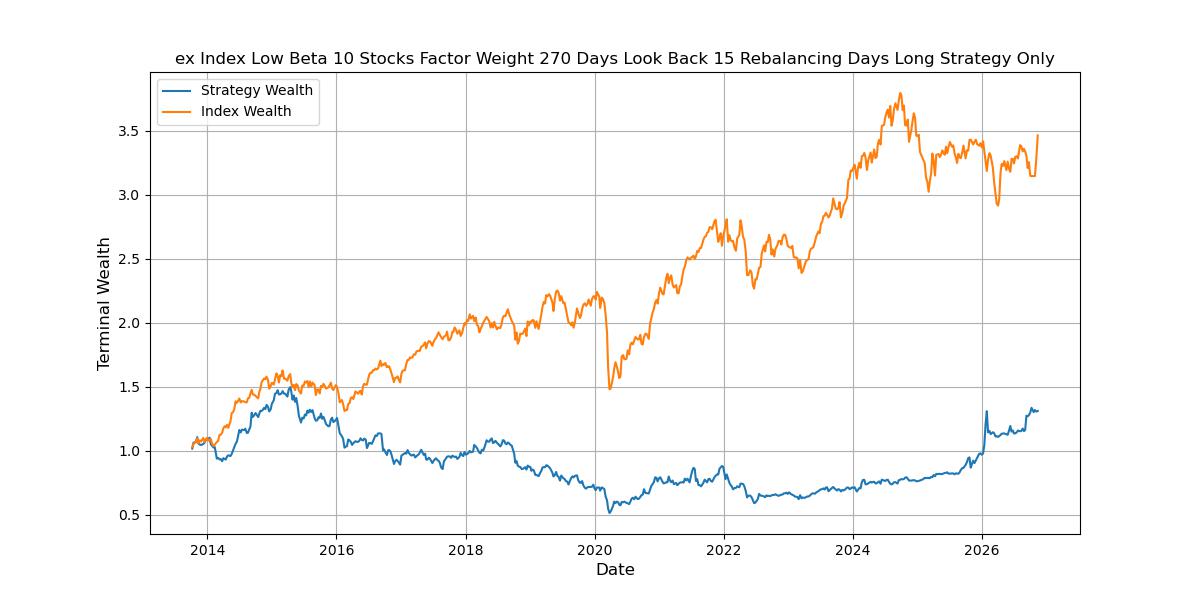 ex Index Low Beta 10 Stocks Factor Weight 270 Days Look Back 15 Rebalancing Days Long Strategy Only
Strategy Wealth
Index Wealth
Terminal Wealth
3.5
3.0
2.5
2.0
1.5
1.0
0.5
2014 2016 2018 2020 2022 2024 2026
Date